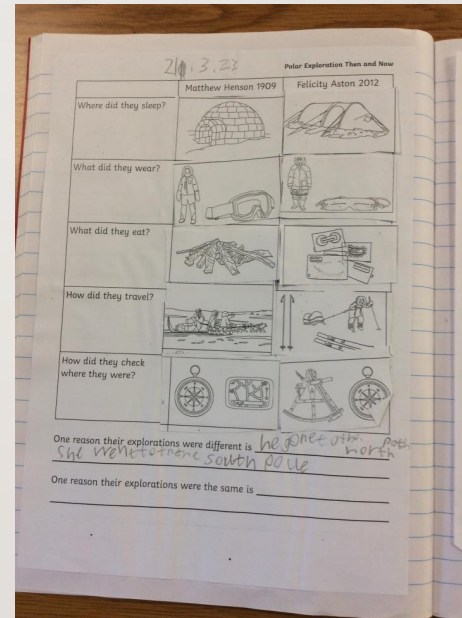 21.3.23
Polar Exploration Then and Now
Matthew Henson 1909 Felicity Aston 2012
Where did they sleep?
What did they wear?
What did they eat?
How did they travel?
How did they check
where they were?
One reason their explorations were different is he north
She went to the south
One reason their explorations were the same is